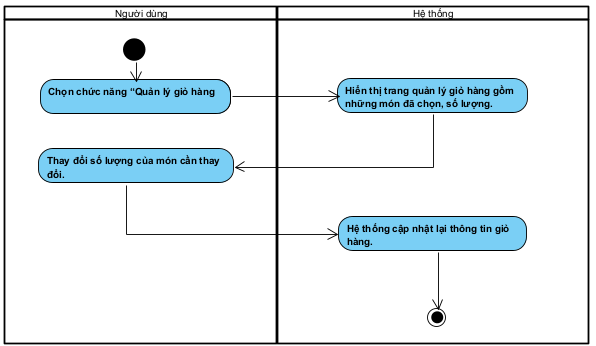 Người dùng
Hệ thống
Chọn chức năng "Quản lý giỏ hàng
Hiển thị trang quản lý giỏ hàng gồm
những món đã chọn, số lượng.
Thay đổi số lượng của món cần thay
đổi.
Hệ thống cập nhật lại thông tin giỏ
hàng.